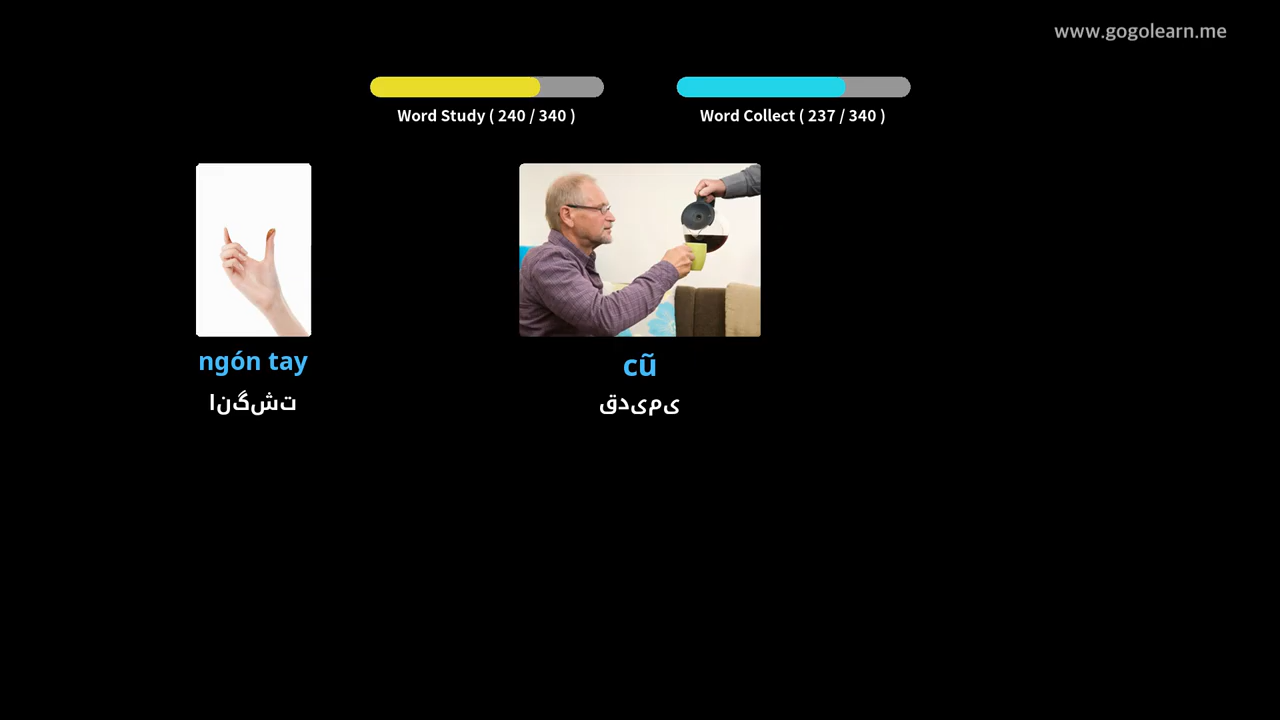 www.gogolearn.me
Word Study ( 240 / 340 )
Word Collect ( 237 / 340 )
ngón tay
انگشت
cũ
قدیمی